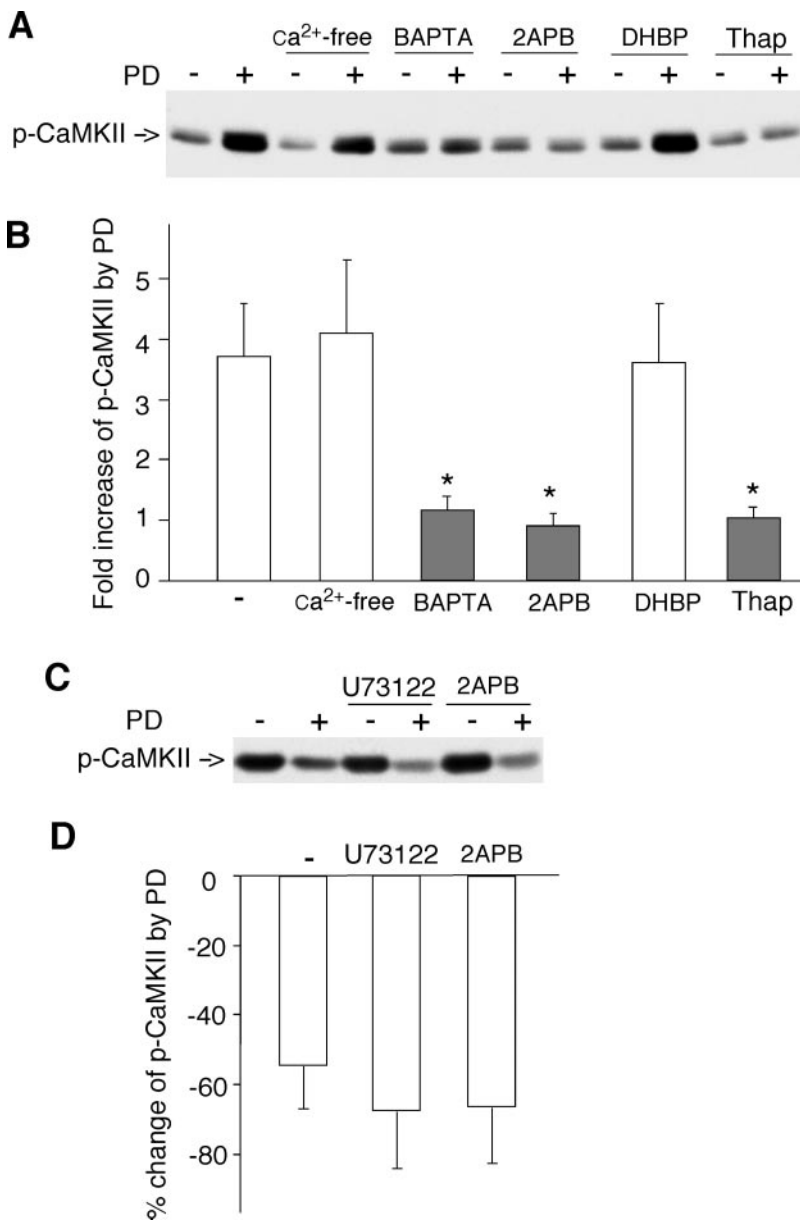 A
Ca²⁺-free BAPTA 2APB DHBP Thap
PD - + - + - + - + - + - +
p-CaMKII ->
B
Fold increase of p-CaMKII by PD
5
4
3
2
1
0
* * *
- Ca²⁺-free BAPTA 2APB DHBP Thap
C
U73122 2APB
PD - + - + - +
p-CaMKII ->
D
% change of p-CaMKII by PD
- U73122 2APB
0
-20
-40
-60
-80